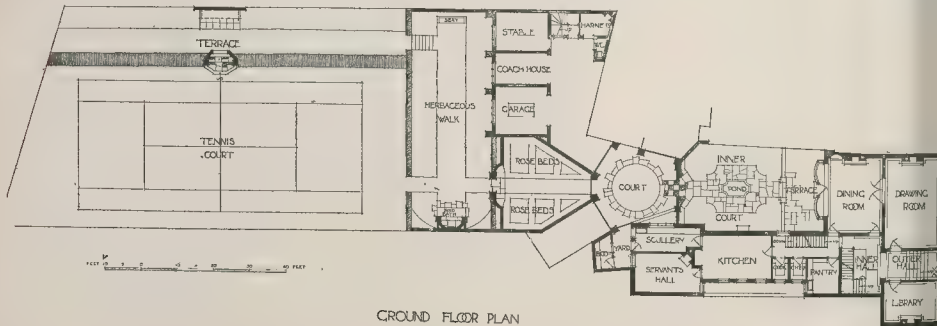 TERRACE
TENNIS
COURT
SEAT
HERBACEOUS
WALK
STABLE
HARNESS
W.C.
COACH HOUSE
GARAGE
ROSE BEDS
ROSE BEDS
COURT
INNER
POND
COURT
TERRACE
DINING
ROOM
DRAWING
ROOM
YARD
SCULLERY
SERVANTS
HALL
KITCHEN
PANTRY
INNER
HALL
OUTER
HALL
LIBRARY
FEET
FEET
GROUND FLOOR PLAN